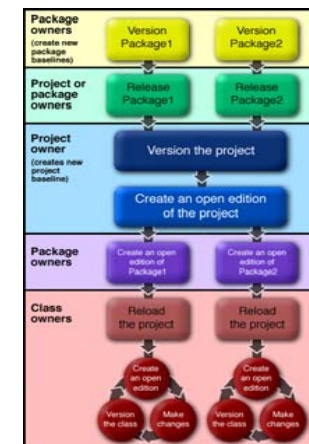 Package
owners
(create new
package
baselines)
Version
Package1
Version
Package2
Project or
package
owners
Release
Package1
Release
Package2
Project
owner
(creates new
project
baseline)
Version the project
Create an open edition
of the project
Package
owners
Create an open
edition of
Package1
Create an open
edition of
Package2
Class
owners
Reload
the project
Reload
the project
Create
an open
edition
Version
the class
Make
changes
Create
an open
edition
Version
the class
Make
changes